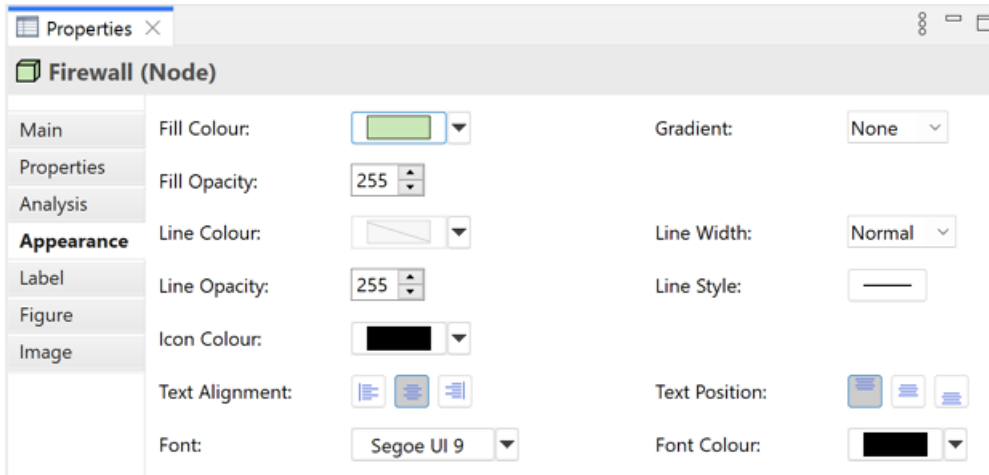 Properties
Firewall (Node)
Main
Properties
Analysis
Appearance
Label
Figure
Image
Fill Colour:
Gradient: None
Fill Opacity: 255
Line Colour:
Line Width: Normal
Line Opacity: 255
Line Style:
Icon Colour:
Text Alignment:
Text Position:
Font: Segoe UI 9
Font Colour: